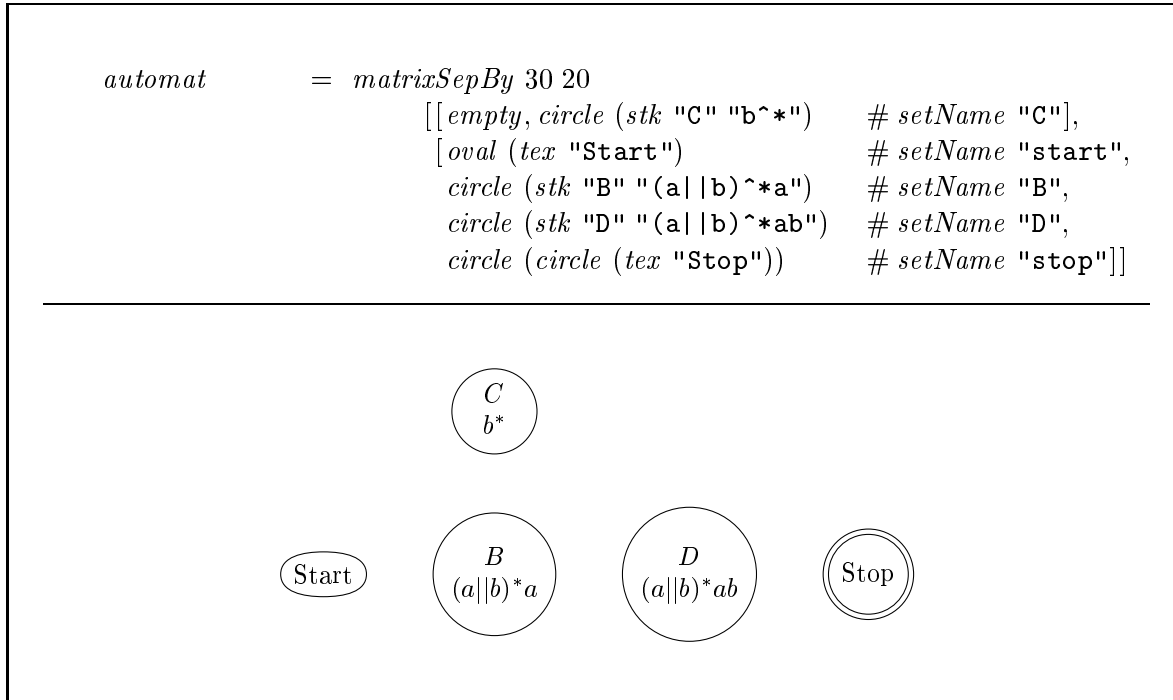 automat = matrixSepBy 30 20
[[empty, circle (stk "C" "b^*") # setName "C"],
[oval (tex "Start") # setName "start",
circle (stk "B" "(a||b)^*a") # setName "B",
circle (stk "D" "(a||b)^*ab") # setName "D",
circle (circle (tex "Stop")) # setName "stop"]]
C
b*
Start
B
(a||b)*a
D
(a||b)*ab
Stop